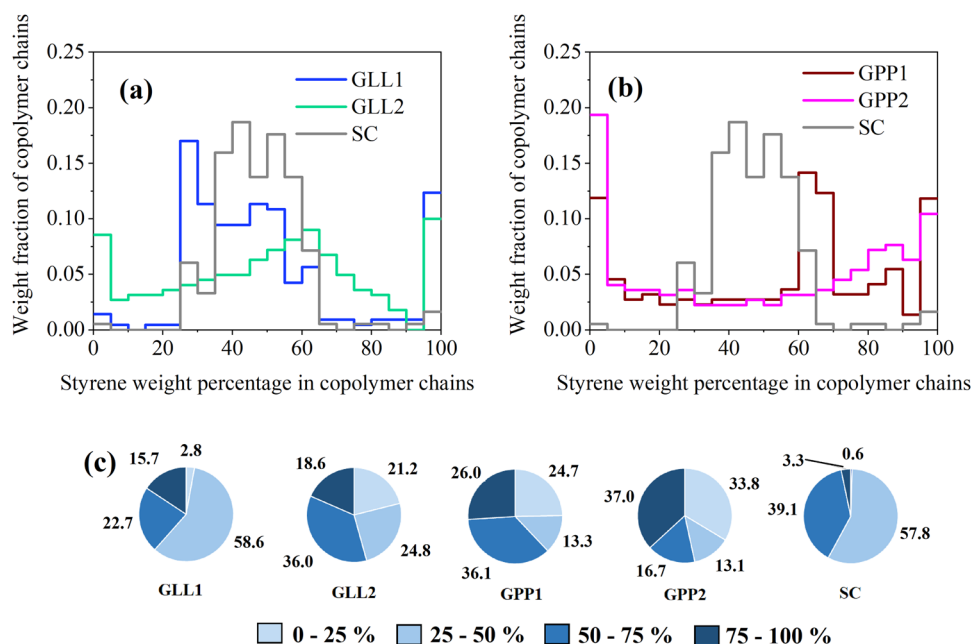 (a)
GLL1
GLL2
SC
0.25
0.20
0.15
0.10
0.05
0.00
Weight fraction of copolymer chains
0 20 40 60 80 100
Styrene weight percentage in copolymer chains
(b)
GPP1
GPP2
SC
0.25
0.20
0.15
0.10
0.05
0.00
Weight fraction of copolymer chains
0 20 40 60 80 100
Styrene weight percentage in copolymer chains
(c)
2.8
15.7
22.7
58.6
GLL1
18.6
21.2
36.0
24.8
GLL2
26.0
24.7
13.3
36.1
GPP1
37.0
33.8
16.7
13.1
GPP2
3.3
0.6
39.1
57.8
SC
0 - 25 % 25 - 50 % 50 - 75 % 75 - 100 %